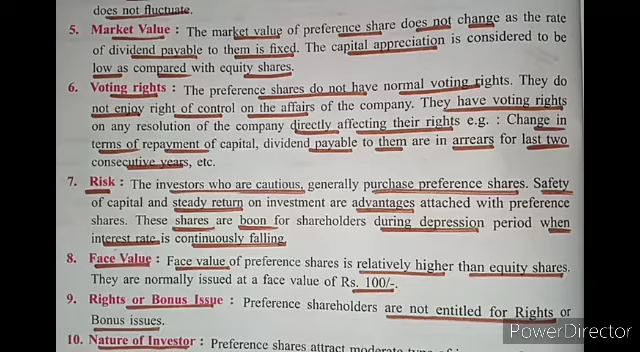 does not fluctuate.
5. Market Value : The market value of preference share does not change as the rate
of dividend payable to them is fixed. The capital appreciation is considered to be
low as compared with equity shares.
6. Voting rights : The preference shares do not have normal voting rights. They do
not enjoy right of control on the affairs of the company. They have voting rights
on any resolution of the company directly affecting their rights e.g. : Change in
terms of repayment of capital, dividend payable to them are in arrears for last two
consecutive years, etc.
7. Risk : The investors who are cautious, generally purchase preference shares. Safety
of capital and steady return on investment are advantages attached with preference
shares. These shares are boon for shareholders during depression period when
interest rate is continuously falling.
8. Face Value : Face value of preference shares is relatively higher than equity shares.
They are normally issued at a face value of Rs. 100/-.
9. Rights or Bonus Issue : Preference shareholders are not entitled for Rights or
Bonus issues.
PowerDirector
10. Nature of Investor : Preference shares attract moderate type of